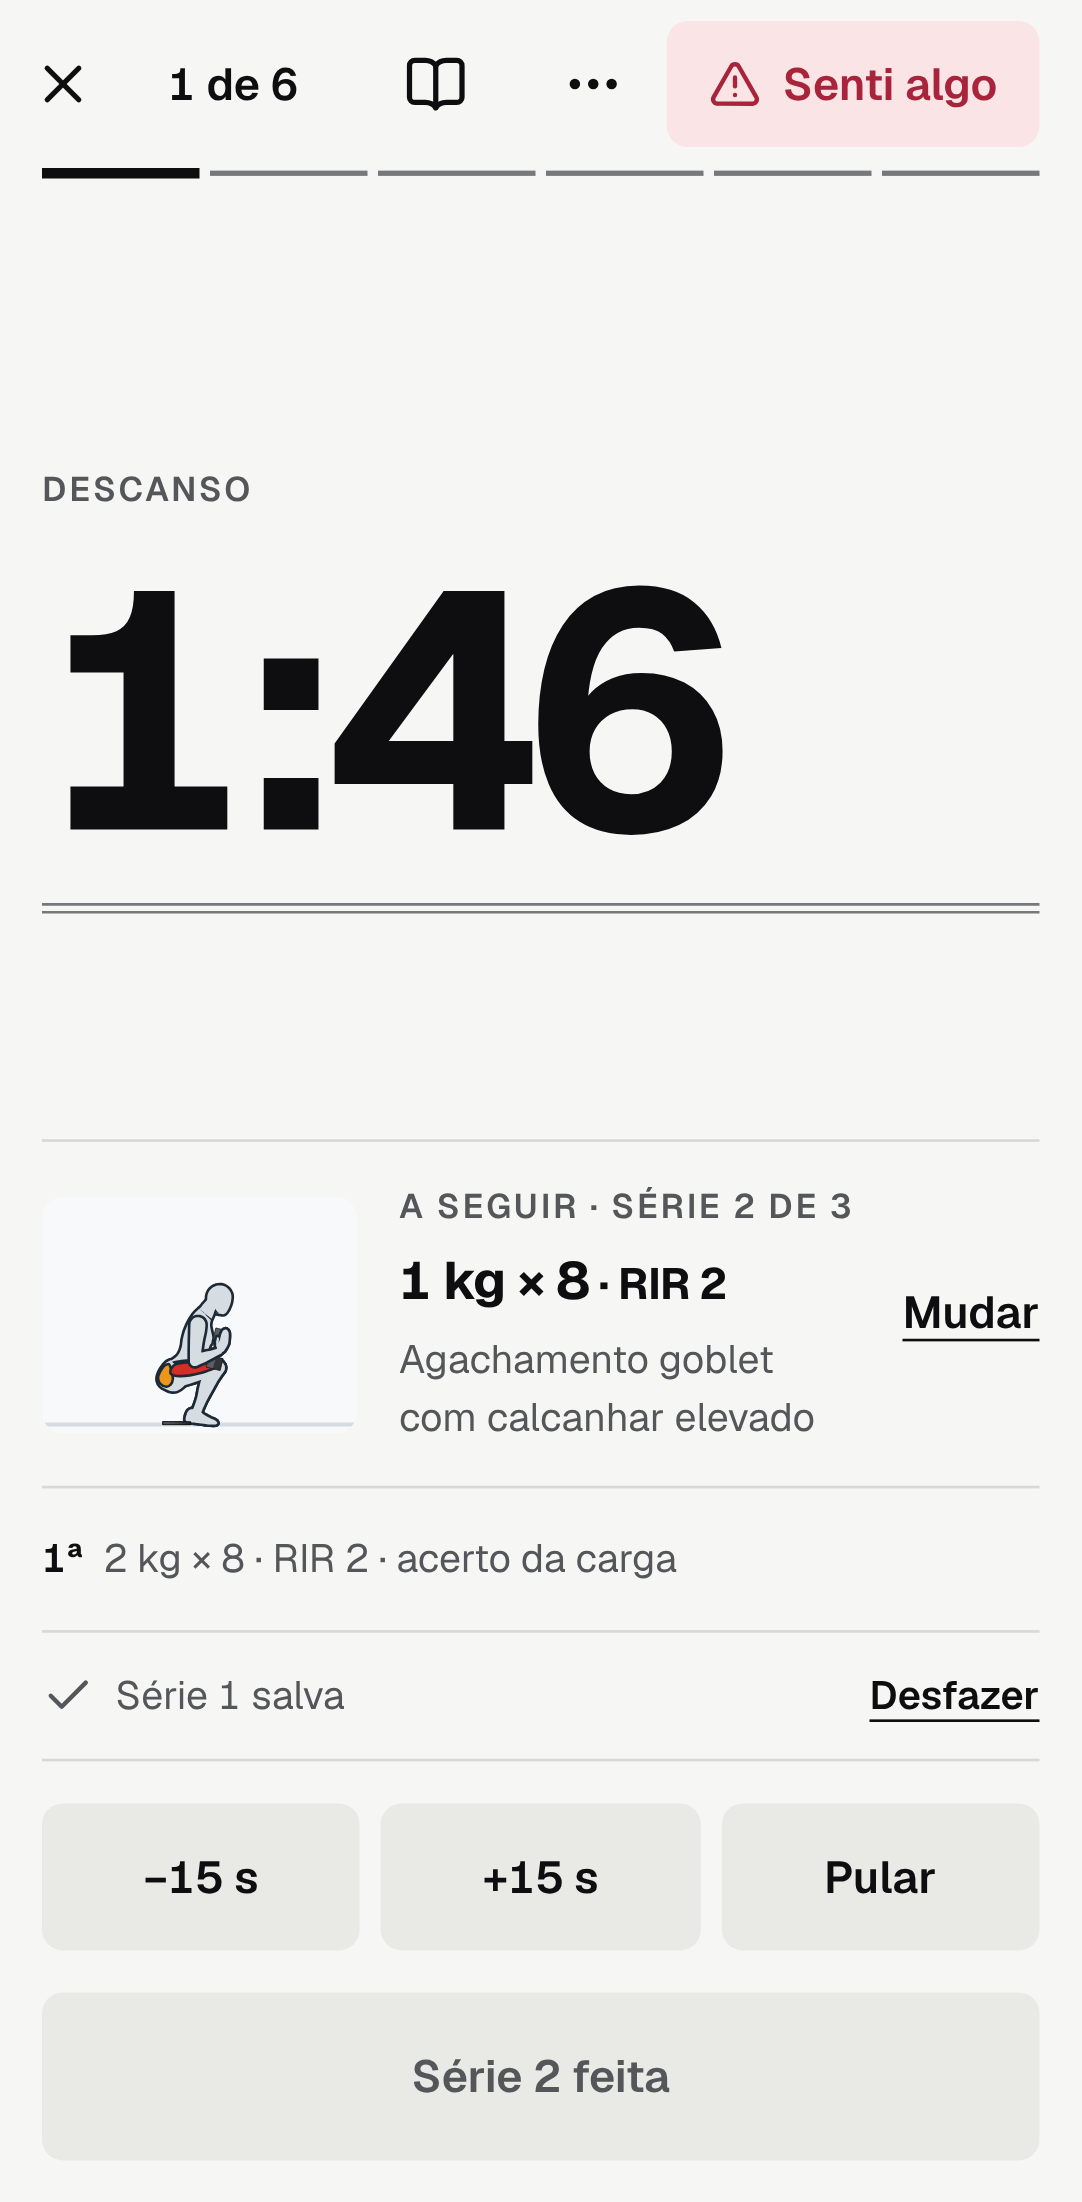 1 de 6
Senti algo
DESCANSO
1:46
A SEGUIR · SÉRIE 2 DE 3
1 kg × 8 · RIR 2
Mudar
Agachamento goblet
com calcanhar elevado
1ª 2 kg × 8 · RIR 2 · acerto da carga
Série 1 salva
Desfazer
−15 s
+15 s
Pular
Série 2 feita